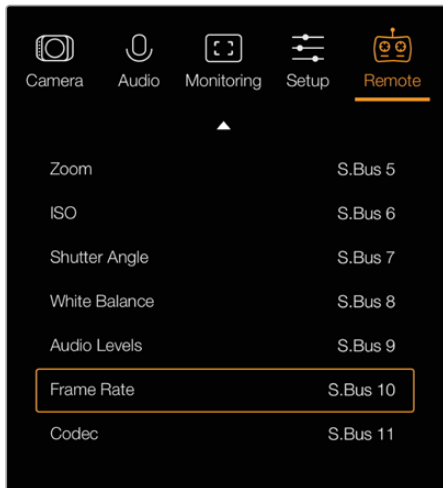 Camera Audio Monitoring Setup Remote
Zoom S.Bus 5
ISO S.Bus 6
Shutter Angle S.Bus 7
White Balance S.Bus 8
Audio Levels S.Bus 9
Frame Rate S.Bus 10
Codec S.Bus 11